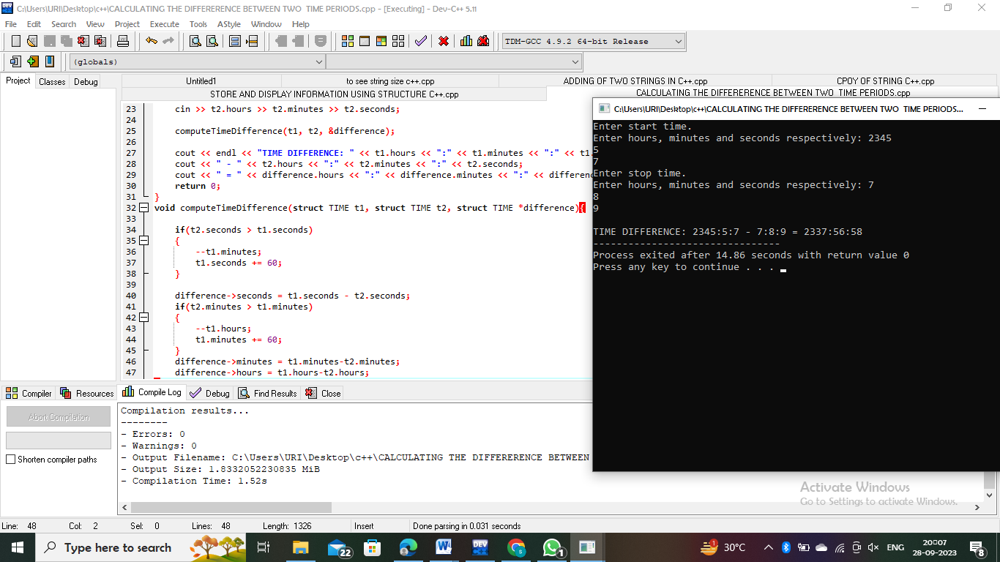 C:\Users\URI\Desktop\c++\CALCULATING THE DIFFERERENCE BETWEEN TWO  TIME PERIODS.cpp - [Executing] - Dev-C++ 5.11
File Edit Search View Project Execute Tools AStyle Window Help
TDM-GCC 4.9.2 64-bit Release
(globals)
Project Classes Debug
Untitled1 to see string size c++.cpp ADDING OF TWO STRINGS IN C++.cpp CPOY OF STRING C++.cpp
STORE AND DISPLAY INFORMATION USING STRUCTURE C++.cpp CALCULATING THE DIFFERERENCE BETWEEN TWO  TIME PERIODS.cpp
23 cin >> t2.hours >> t2.minutes >> t2.seconds;
24
25 computeTimeDifference(t1, t2, &difference);
26
27 cout << endl << "TIME DIFFERENCE: " << t1.hours << ":" << t1.minutes << ":" << t1.
28 cout << " - " << t2.hours << ":" << t2.minutes << ":" << t2.seconds;
29 cout << " = " << difference.hours << ":" << difference.minutes << ":" << differenc
30 return 0;
31 }
32 void computeTimeDifference(struct TIME t1, struct TIME t2, struct TIME *difference){
33
34 if(t2.seconds > t1.seconds)
35 {
36 --t1.minutes;
37 t1.seconds += 60;
38 }
39
40 difference->seconds = t1.seconds - t2.seconds;
41 if(t2.minutes > t1.minutes)
42 {
43 --t1.hours;
44 t1.minutes += 60;
45 }
46 difference->minutes = t1.minutes-t2.minutes;
47 difference->hours = t1.hours-t2.hours;
C:\Users\URI\Desktop\c++\CALCULATING THE DIFFERERENCE BETWEEN TWO  TIME PERIODS...
Enter start time.
Enter hours, minutes and seconds respectively: 2345
5
7
Enter stop time.
Enter hours, minutes and seconds respectively: 7
8
9
TIME DIFFERENCE: 2345:5:7 - 7:8:9 = 2337:56:58
--------------------------------
Process exited after 14.86 seconds with return value 0
Press any key to continue . . .
Compiler Resources Compile Log Debug Find Results Close
Abort Compilation
Shorten compiler paths
Compilation results...
--------
- Errors: 0
- Warnings: 0
- Output Filename: C:\Users\URI\Desktop\c++\CALCULATING THE DIFFERERENCE BETWEEN
- Output Size: 1.8332052230835 MiB
- Compilation Time: 1.52s
Activate Windows
Go to Settings to activate Windows.
Line: 48 Col: 2 Sel: 0 Lines: 48 Length: 1326 Insert Done parsing in 0.031 seconds
Type here to search
22
DEV
1
1
30°C
ENG
20:07
28-09-2023
8